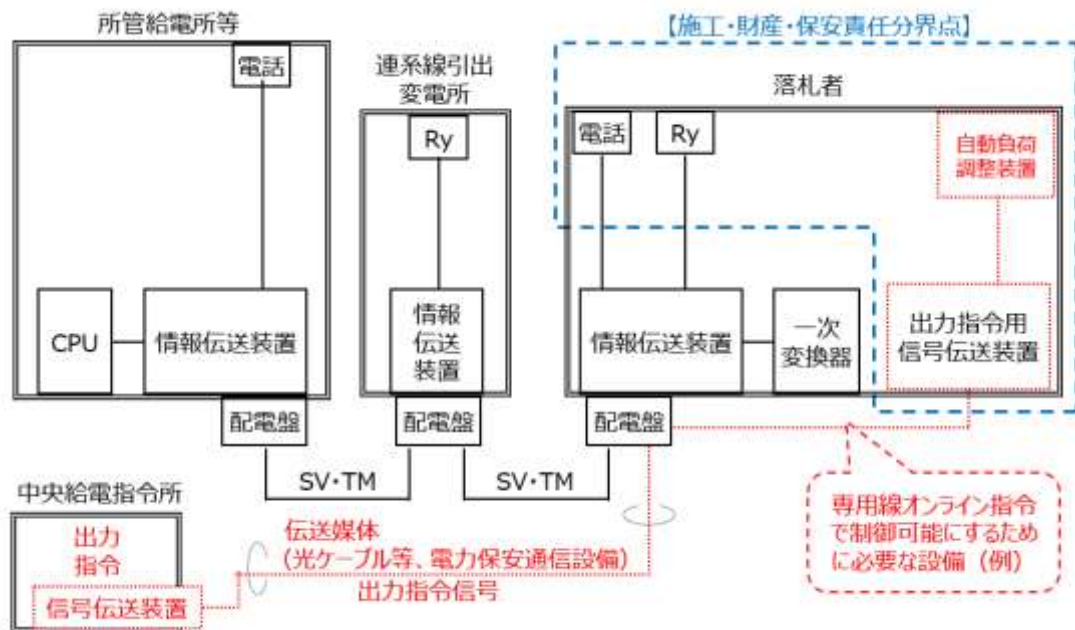 所管給電所等
電話
CPU
情報伝送装置
配電盤
連系線引出
変電所
Ry
情報
伝送
装置
配電盤
【施工・財産・保安責任分界点】
落札者
電話
Ry
自動負荷
調整装置
情報伝送装置
一次
変換器
出力指令用
信号伝送装置
配電盤
SV・TM
SV・TM
中央給電指令所
出力
指令
信号伝送装置
伝送媒体
(光ケーブル等、電力保安通信設備)
出力指令信号
専用線オンライン指令
で制御可能にするため
に必要な設備（例）